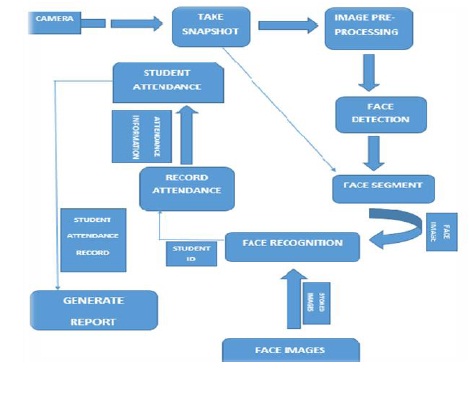 CAMERA
TAKE
SNAPSHOT
IMAGE PRE-
PROCESSING
STUDENT
ATTENDANCE
FACE
DETECTION
ATTENDANCE
INFORMATION
RECORD
ATTENDANCE
FACE SEGMENT
STUDENT
ATTENDANCE
RECORD
STUDENT
ID
FACE RECOGNITION
FACE
IMAGE
GENERATE
REPORT
IMAGES
FACE IMAGES